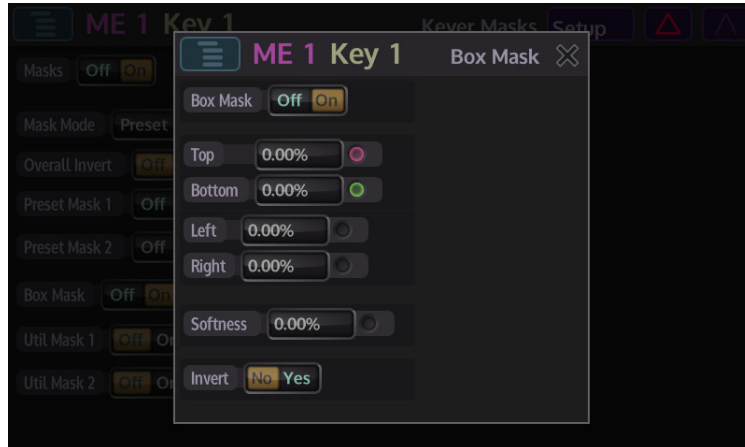 ME 1 Key 1
Keyer Masks Setup
ME 1 Key 1 Box Mask
Masks Off On
Box Mask Off On
Mask Mode Preset
Top 0.00%
Overall Invert Off
Bottom 0.00%
Preset Mask 1 Off
Left 0.00%
Preset Mask 2 Off
Right 0.00%
Box Mask Off On
Softness 0.00%
Util Mask 1 Off
Util Mask 2 Off
Invert No Yes